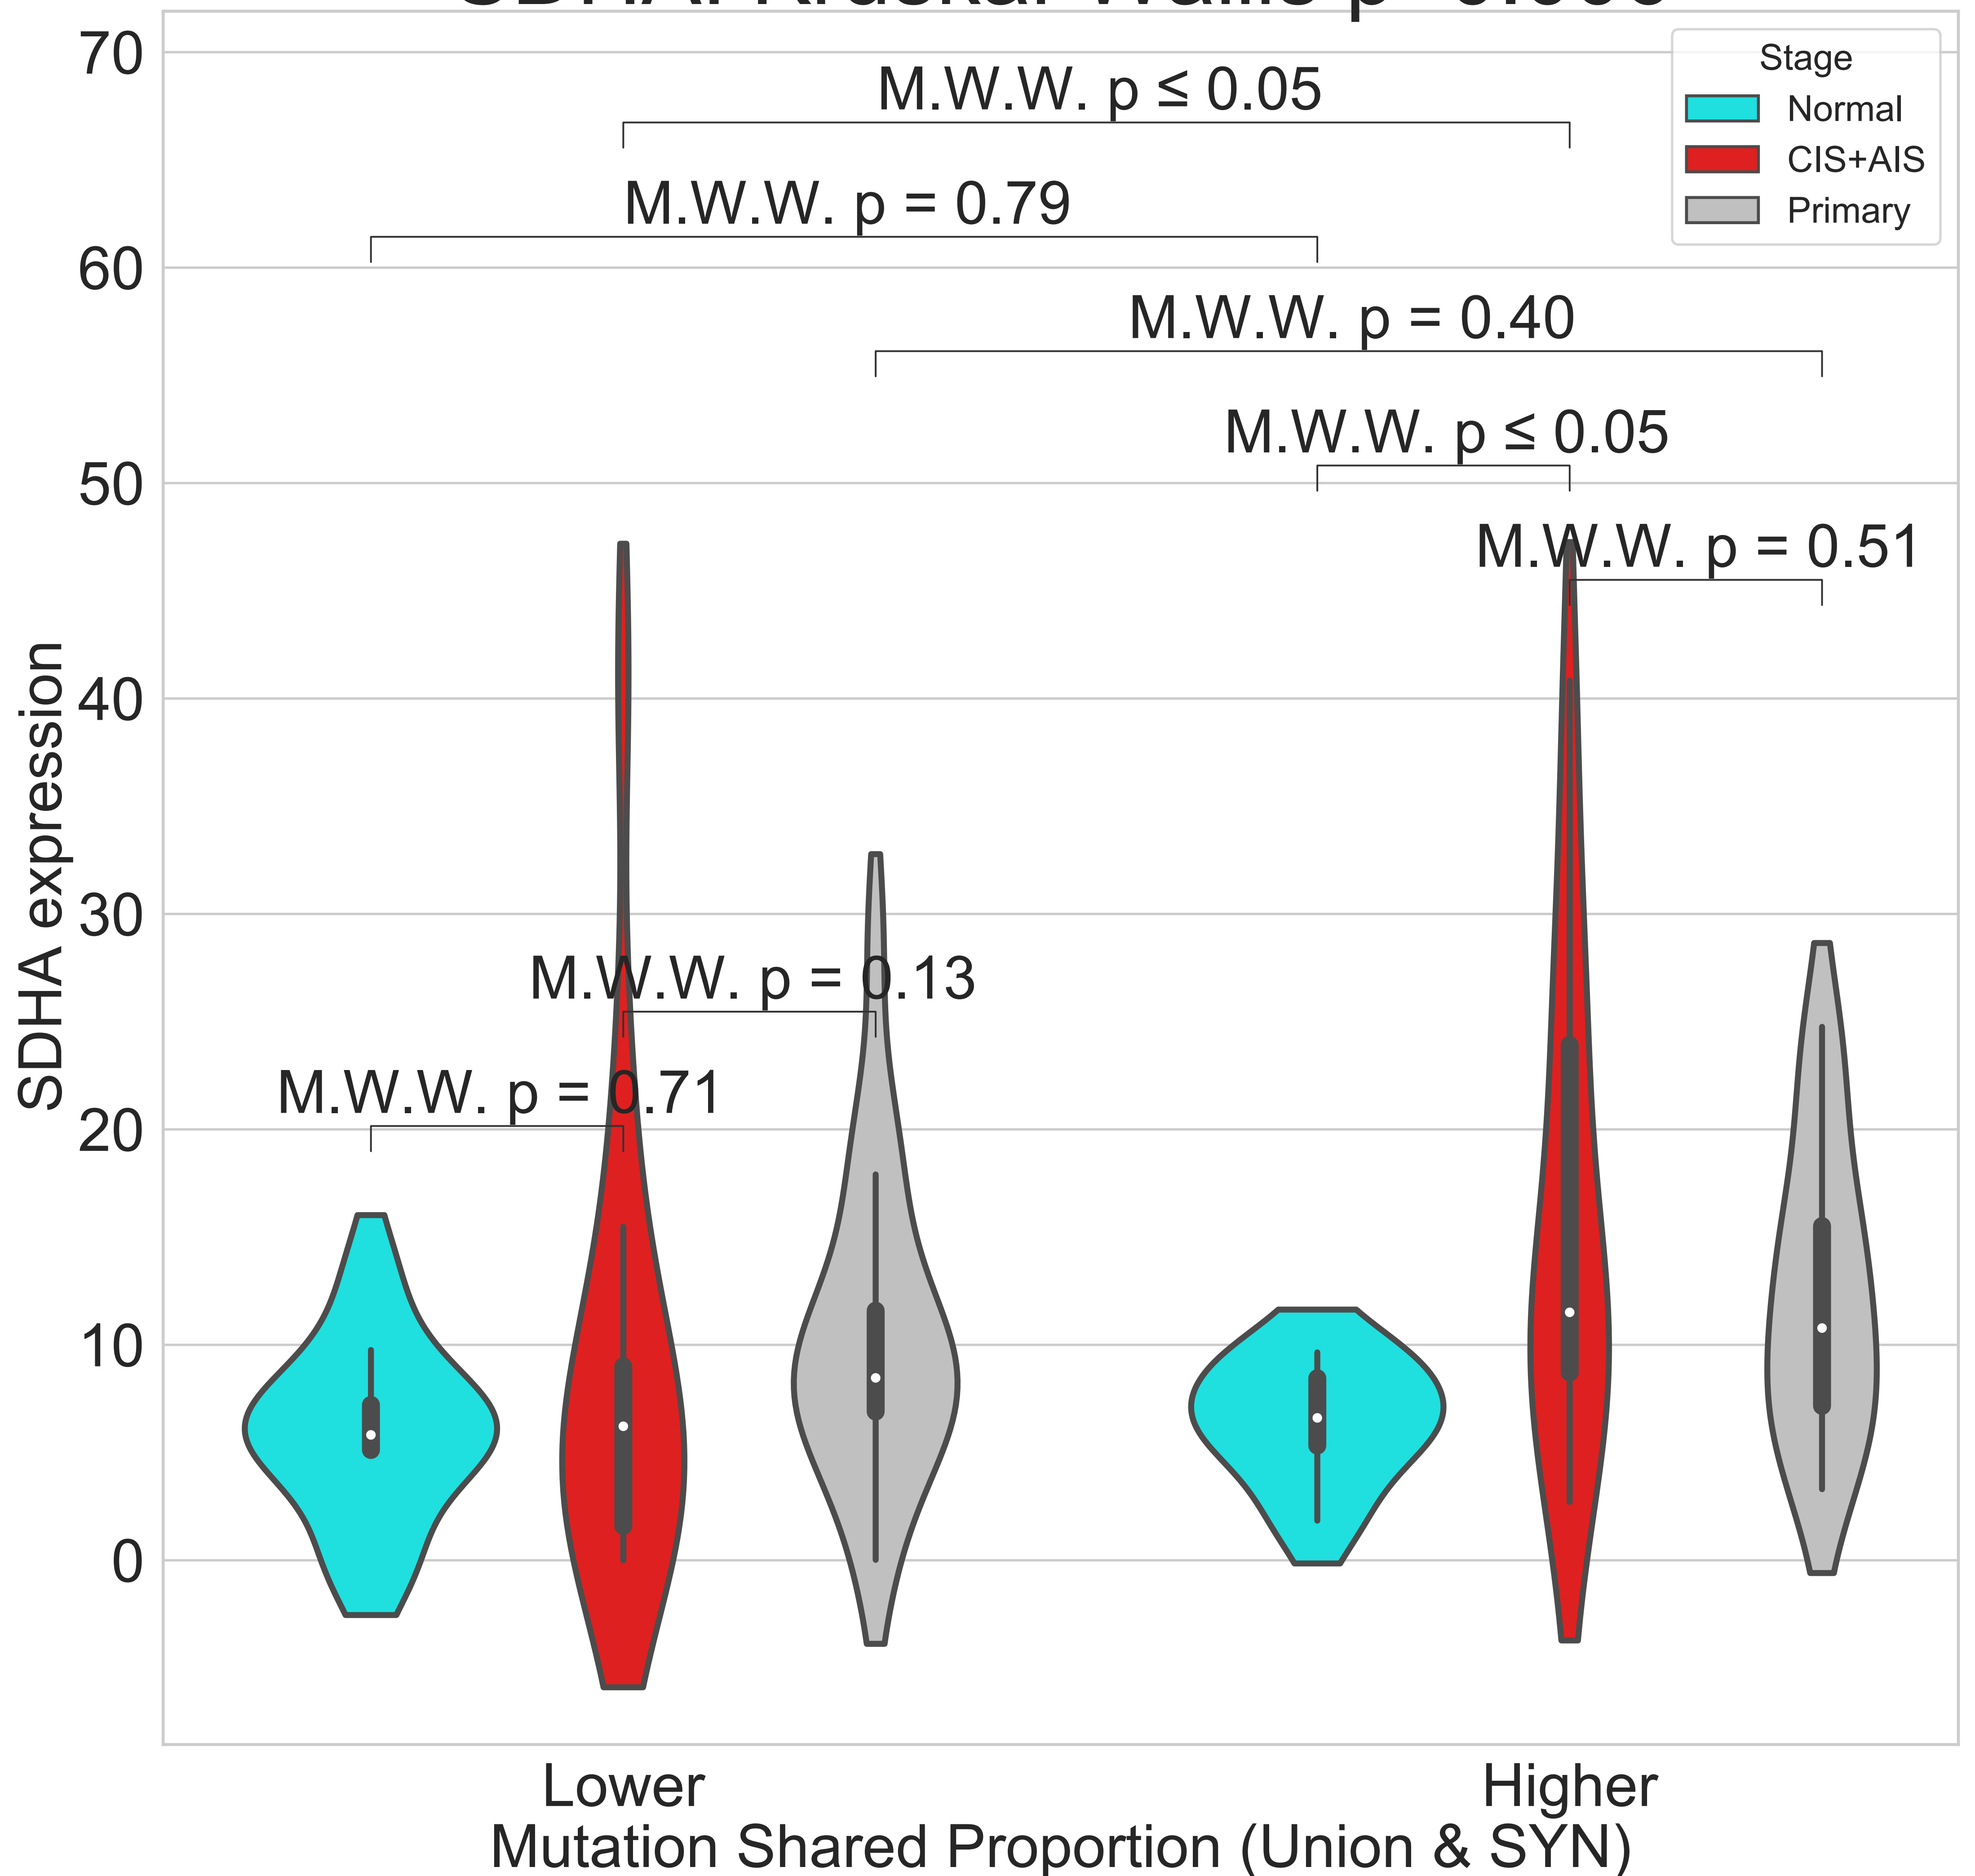 70
60
50
40
30
20
10
0
SDHA expression
M.W.W. p ≤ 0.05
M.W.W. p = 0.79
M.W.W. p = 0.40
M.W.W. p ≤ 0.05
M.W.W. p = 0.51
M.W.W. p = 0.13
M.W.W. p = 0.71
Stage
Normal
CIS+AIS
Primary
Lower
Higher
Mutation Shared Proportion (Union & SYN)